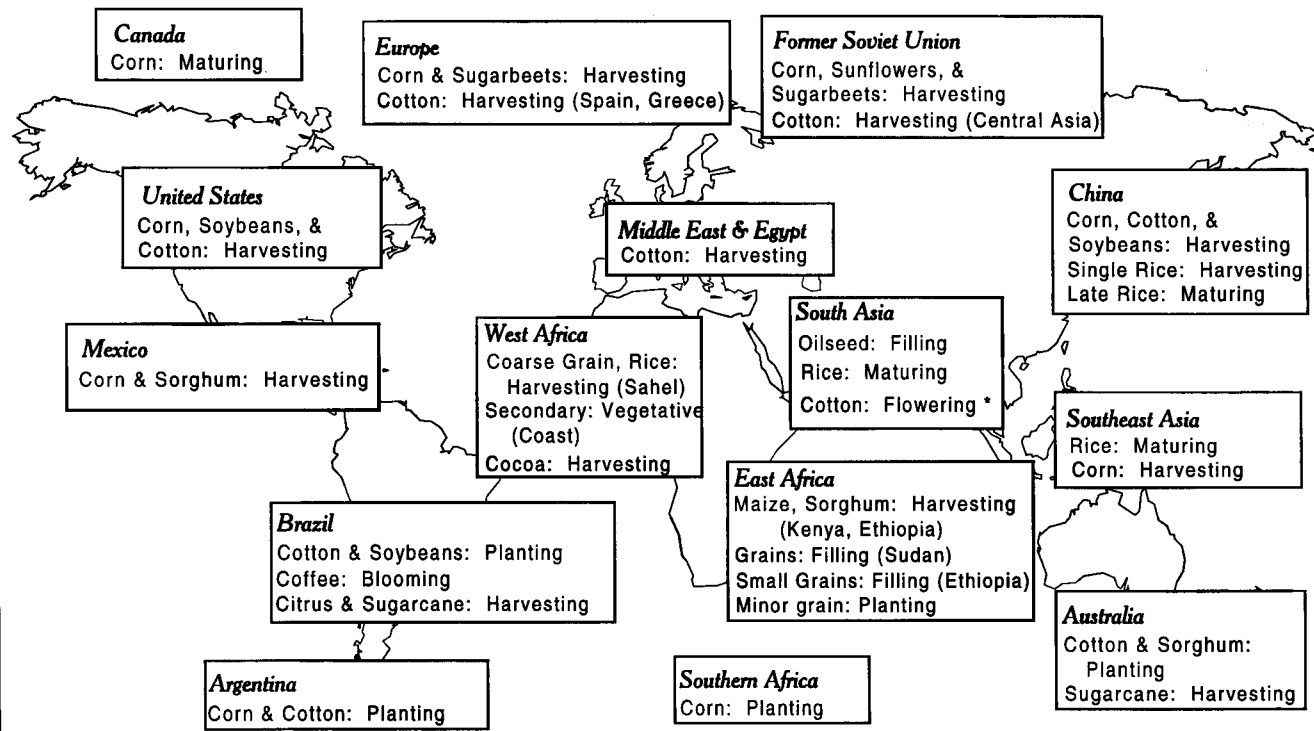 Canada
Corn: Maturing
Europe
Corn & Sugarbeets: Harvesting
Cotton: Harvesting (Spain, Greece)
Former Soviet Union
Corn, Sunflowers, &
Sugarbeets: Harvesting
Cotton: Harvesting (Central Asia)
United States
Corn, Soybeans, &
Cotton: Harvesting
Middle East & Egypt
Cotton: Harvesting
China
Corn, Cotton, &
Soybeans: Harvesting
Single Rice: Harvesting
Late Rice: Maturing
Mexico
Corn & Sorghum: Harvesting
West Africa
Coarse Grain, Rice:
Harvesting (Sahel)
Secondary: Vegetative
(Coast)
Cocoa: Harvesting
South Asia
Oilseed: Filling
Rice: Maturing
Cotton: Flowering *
Southeast Asia
Rice: Maturing
Corn: Harvesting
Brazil
Cotton & Soybeans: Planting
Coffee: Blooming
Citrus & Sugarcane: Harvesting
East Africa
Maize, Sorghum: Harvesting
(Kenya, Ethiopia)
Grains: Filling (Sudan)
Small Grains: Filling (Ethiopia)
Minor grain: Planting
Australia
Cotton & Sorghum:
Planting
Sugarcane: Harvesting
Argentina
Corn & Cotton: Planting
Southern Africa
Corn: Planting